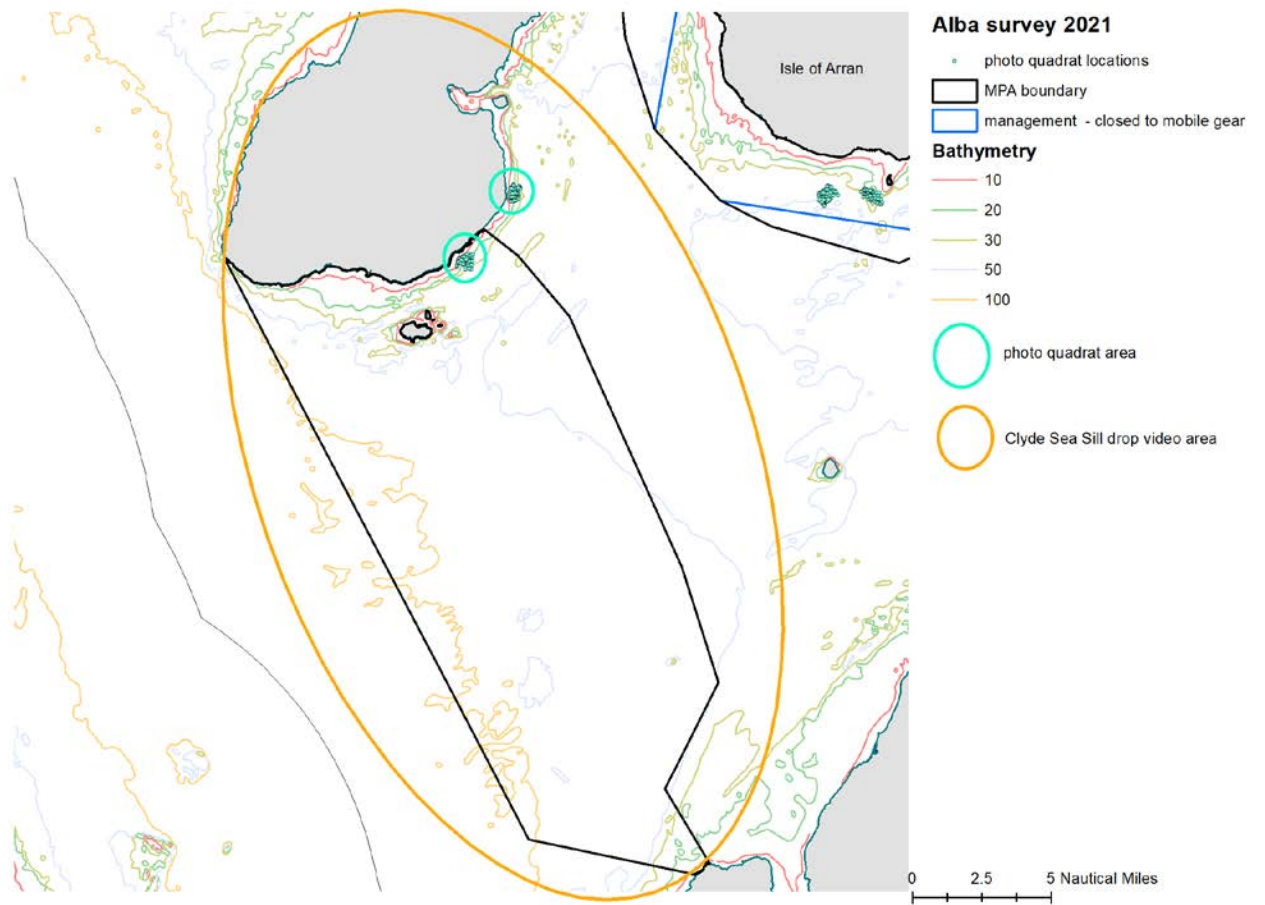 Alba survey 2021
photo quadrat locations
Isle of Arran
MPA boundary
management - closed to mobile gear
Bathymetry
10
20
30
50
100
photo quadrat area
Clyde Sea Sill drop video area
0 2.5 5 Nautical Miles